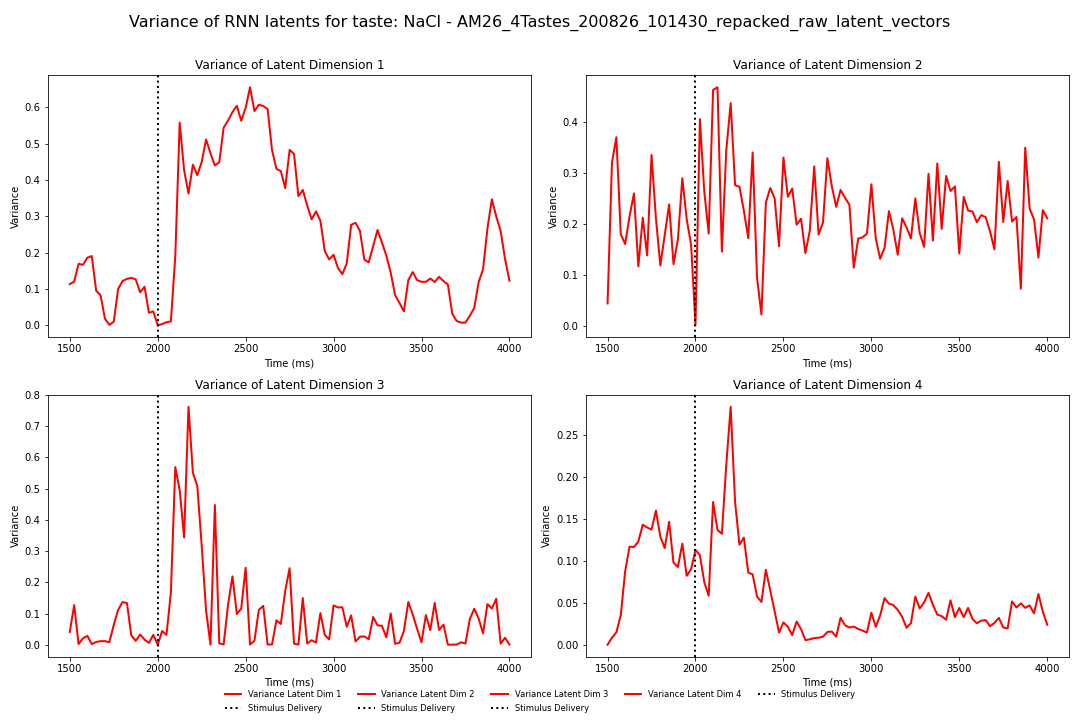 Variance of RNN latents for taste: NaCl - AM26_4Tastes_200826_101430_repacked_raw_latent_vectors
Variance of Latent Dimension 1
Variance
0.6
0.5
0.4
0.3
0.2
0.1
0.0
1500 2000 2500 3000 3500 4000
Time (ms)
Variance of Latent Dimension 2
Variance
0.4
0.3
0.2
0.1
0.0
1500 2000 2500 3000 3500 4000
Time (ms)
Variance of Latent Dimension 3
Variance
0.8
0.7
0.6
0.5
0.4
0.3
0.2
0.1
0.0
1500 2000 2500 3000 3500 4000
Time (ms)
Variance of Latent Dimension 4
Variance
0.25
0.20
0.15
0.10
0.05
0.00
1500 2000 2500 3000 3500 4000
Time (ms)
Variance Latent Dim 1 Variance Latent Dim 2 Variance Latent Dim 3 Variance Latent Dim 4 Stimulus Delivery
Stimulus Delivery Stimulus Delivery Stimulus Delivery